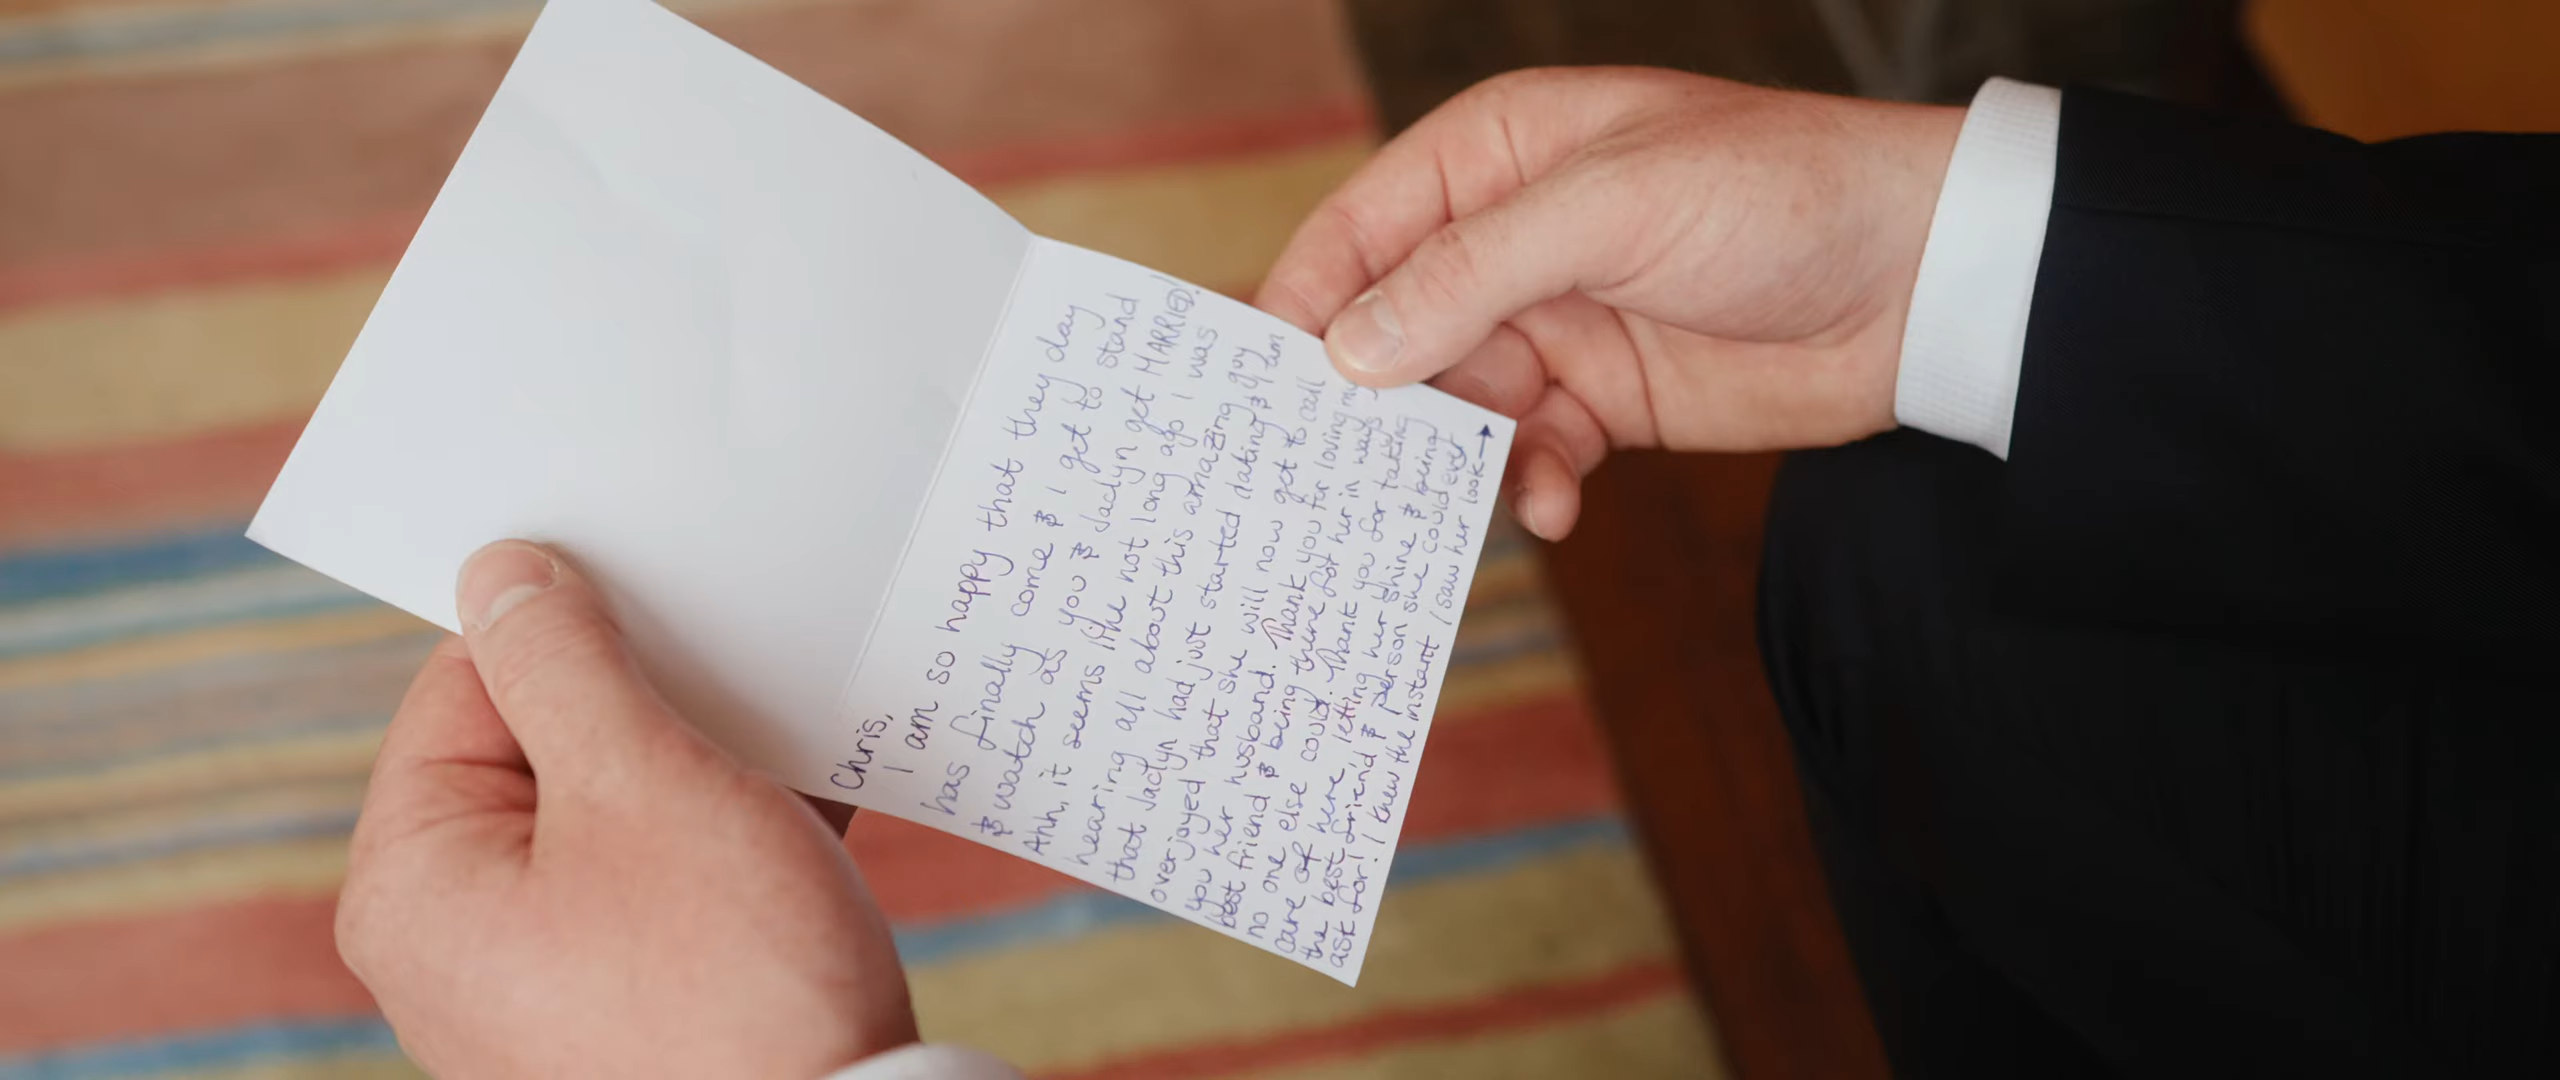 Chris,
I am so happy that they day
has finally come & I get to stand
& watch as you & Jaclyn get MARRIED!
Ahh, it seems like not long ago I was
hearing all about this amazing guy
that Jaclyn had just started dating & I am
overjoyed that she will now get to call
you her husband. Thank you for loving my
best friend & being there for her in ways
no one else could. Thank you for taking
care of here, letting her shine & being
the best friend & person she could ever
ask for! I knew the instant I saw her look →